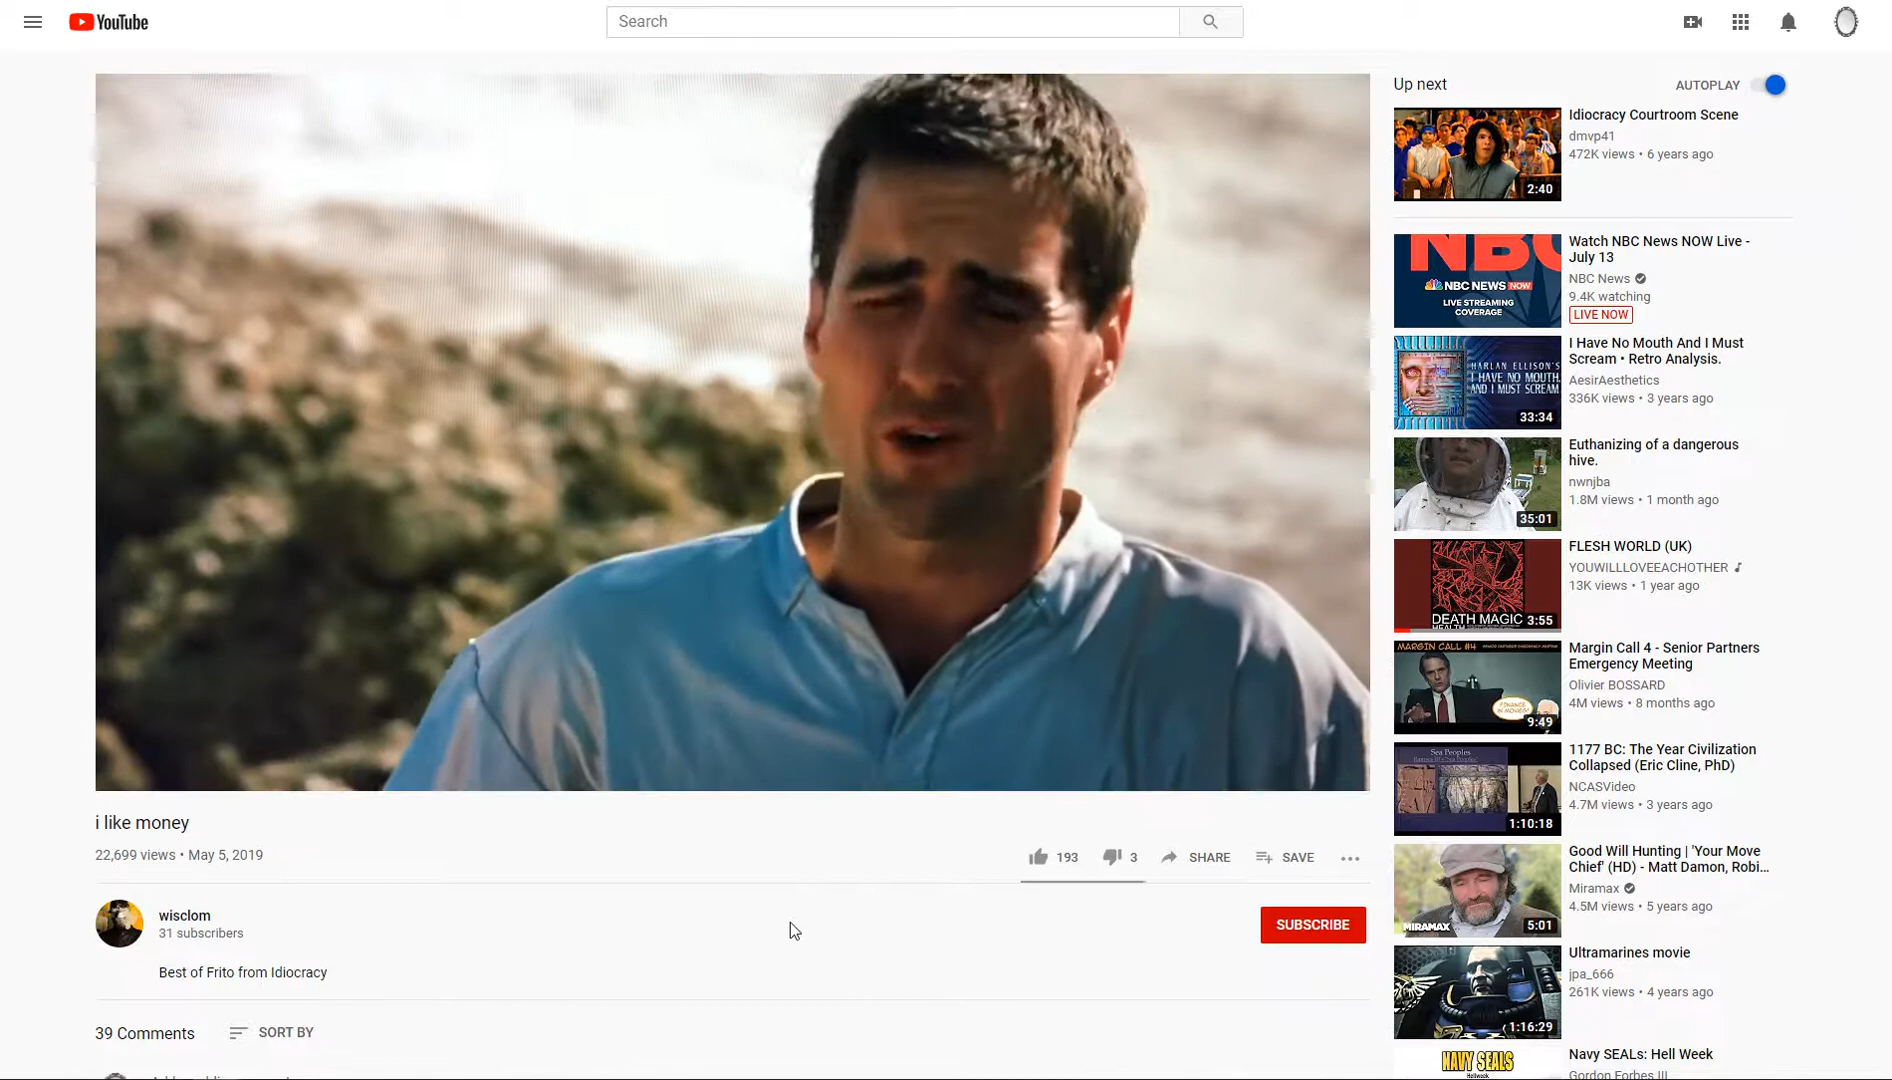 YouTube
Search
Up next
AUTOPLAY
Idiocracy Courtroom Scene
dmvp41
472K views • 6 years ago
2:40
NBC
NBC NEWS NOW
LIVE STREAMING
COVERAGE
Watch NBC News NOW Live -
July 13
NBC News
9.4K watching
LIVE NOW
HARLAN ELLISON'S
I HAVE NO MOUTH
AND I MUST SCREAM
33:34
I Have No Mouth And I Must
Scream • Retro Analysis.
AesirAesthetics
336K views • 3 years ago
35:01
Euthanizing of a dangerous
hive.
nwnjba
1.8M views • 1 month ago
DEATH MAGIC
HEALTH
3:55
FLESH WORLD (UK)
YOUWILLLOVEEACHOTHER
13K views • 1 year ago
MARGIN CALL #4
FINANCE
IN MOVIES!
9:49
Margin Call 4 - Senior Partners
Emergency Meeting
Olivier BOSSARD
4M views • 8 months ago
Sea Peoples
1:10:18
1177 BC: The Year Civilization
Collapsed (Eric Cline, PhD)
NCASVideo
4.7M views • 3 years ago
MIRAMAX
5:01
Good Will Hunting | 'Your Move
Chief' (HD) - Matt Damon, Robi...
Miramax
4.5M views • 5 years ago
1:16:29
Ultramarines movie
jpa_666
261K views • 4 years ago
NAVY SEALS
Hellweek
Navy SEALs: Hell Week
Gordon Forbes III
i like money
22,699 views • May 5, 2019
193
3
SHARE
SAVE
wisclom
31 subscribers
SUBSCRIBE
Best of Frito from Idiocracy
39 Comments
SORT BY